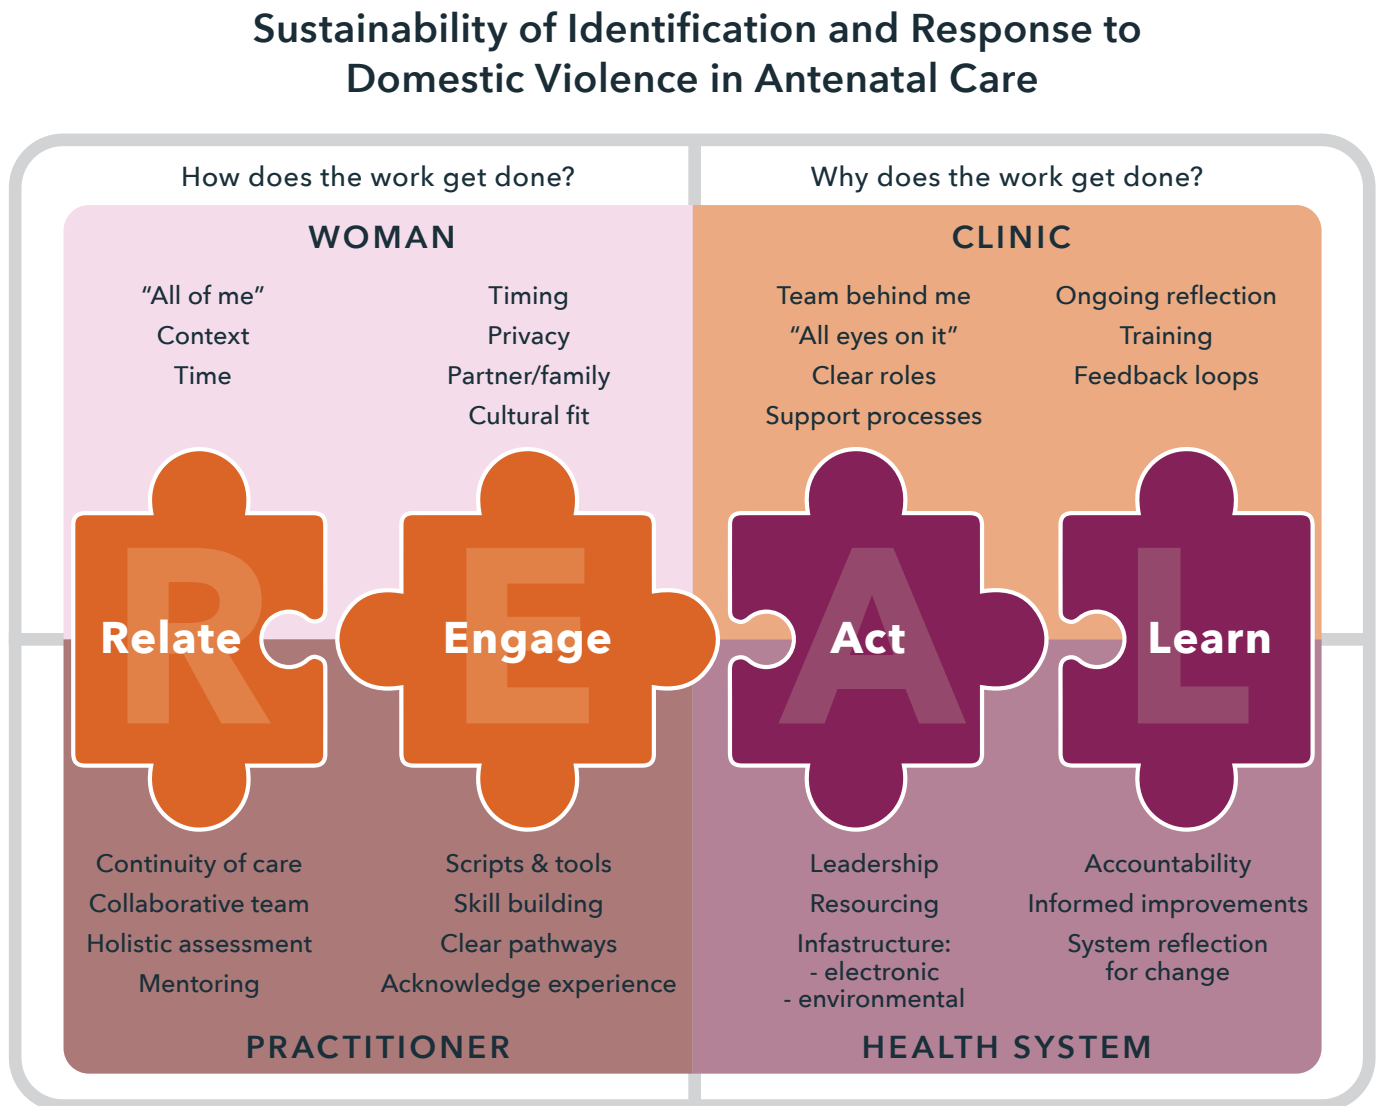 Sustainability of Identification and Response to
Domestic Violence in Antenatal Care
How does the work get done?
Why does the work get done?
WOMAN
“All of me”
Context
Time
Timing
Privacy
Partner/family
Cultural fit
CLINIC
Team behind me
“All eyes on it”
Clear roles
Support processes
Ongoing reflection
Training
Feedback loops
R
Relate
E
Engage
A
Act
L
Learn
Continuity of care
Collaborative team
Holistic assessment
Mentoring
Scripts & tools
Skill building
Clear pathways
Acknowledge experience
PRACTITIONER
Leadership
Resourcing
Infastructure:
- electronic
- environmental
Accountability
Informed improvements
System reflection
for change
HEALTH SYSTEM